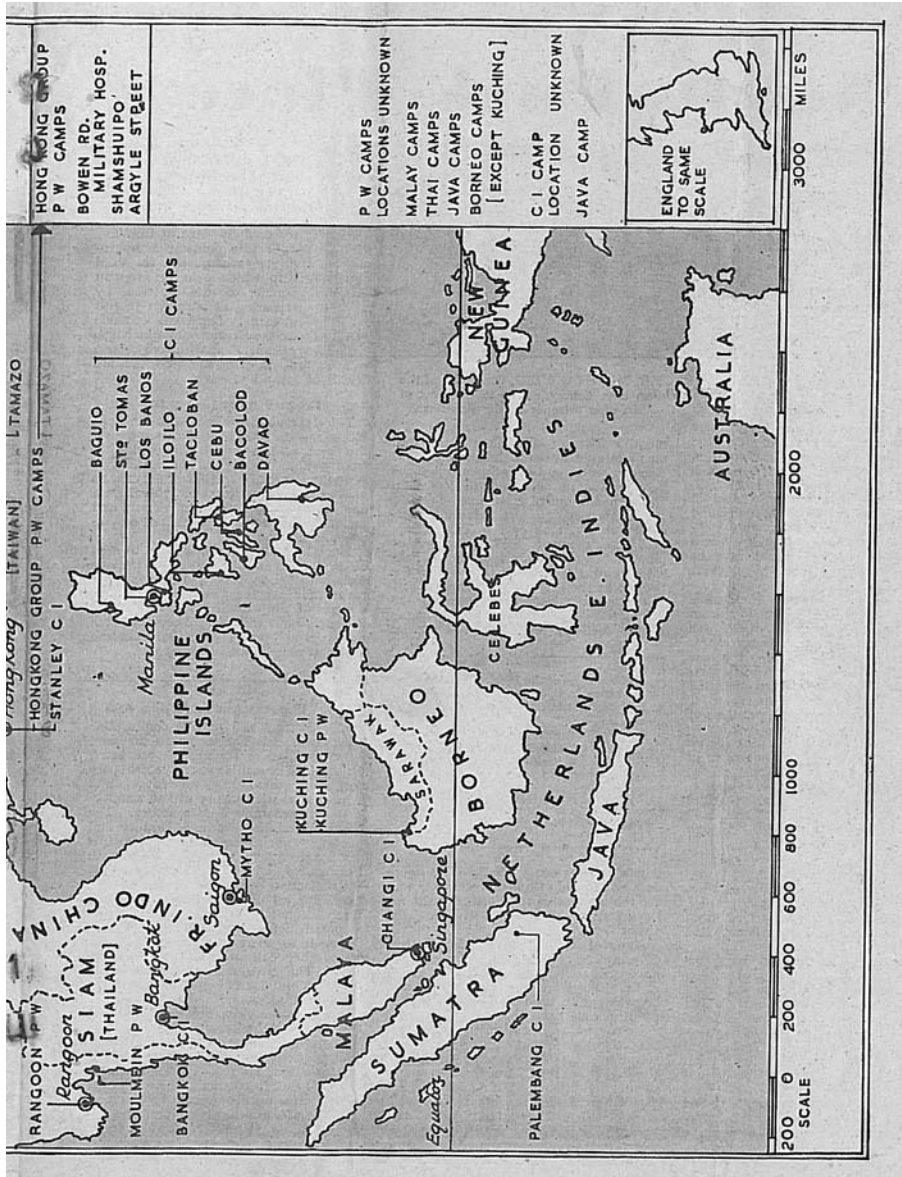 Hongkong [TAIWAN] [TAMAZO
HONGKONG GROUP P.W. CAMPS
STANLEY C I
HONG KONG GROUP
P W CAMPS
BOWEN RD.
MILITARY HOSP.
SHAMSHUIPO'
ARGYLE STREET
BAGUIO
STº TOMAS
LOS BANOS
ILOILO
TACLOBAN
CEBU
BACOLOD
DAVAO
C I CAMPS
Manila
PHILIPPINE
ISLANDS
RANGOON P W
Rangoon
SIAM
[THAILAND]
MOULMEIN P W
Bangkok
BANGKOK C I
FR. INDO CHINA
Saigon
MYTHO C I
KUCHING C I
KUCHING P W
SARAWAK
BORNEO
MALAYA
CHANGI C I
Singapore
SUMATRA
Equator
PALEMBANG C I
CELEBES
NETHERLANDS E. INDIES
JAVA
NEW
GUINEA
AUSTRALIA
P W CAMPS
LOCATIONS UNKNOWN
MALAY CAMPS
THAI CAMPS
JAVA CAMPS
BORNEO CAMPS
[EXCEPT KUCHING]
C I CAMP
LOCATION UNKNOWN
JAVA CAMP
ENGLAND
TO SAME
SCALE
200 0 200 400 600 800 1000 2000 3000 MILES
SCALE